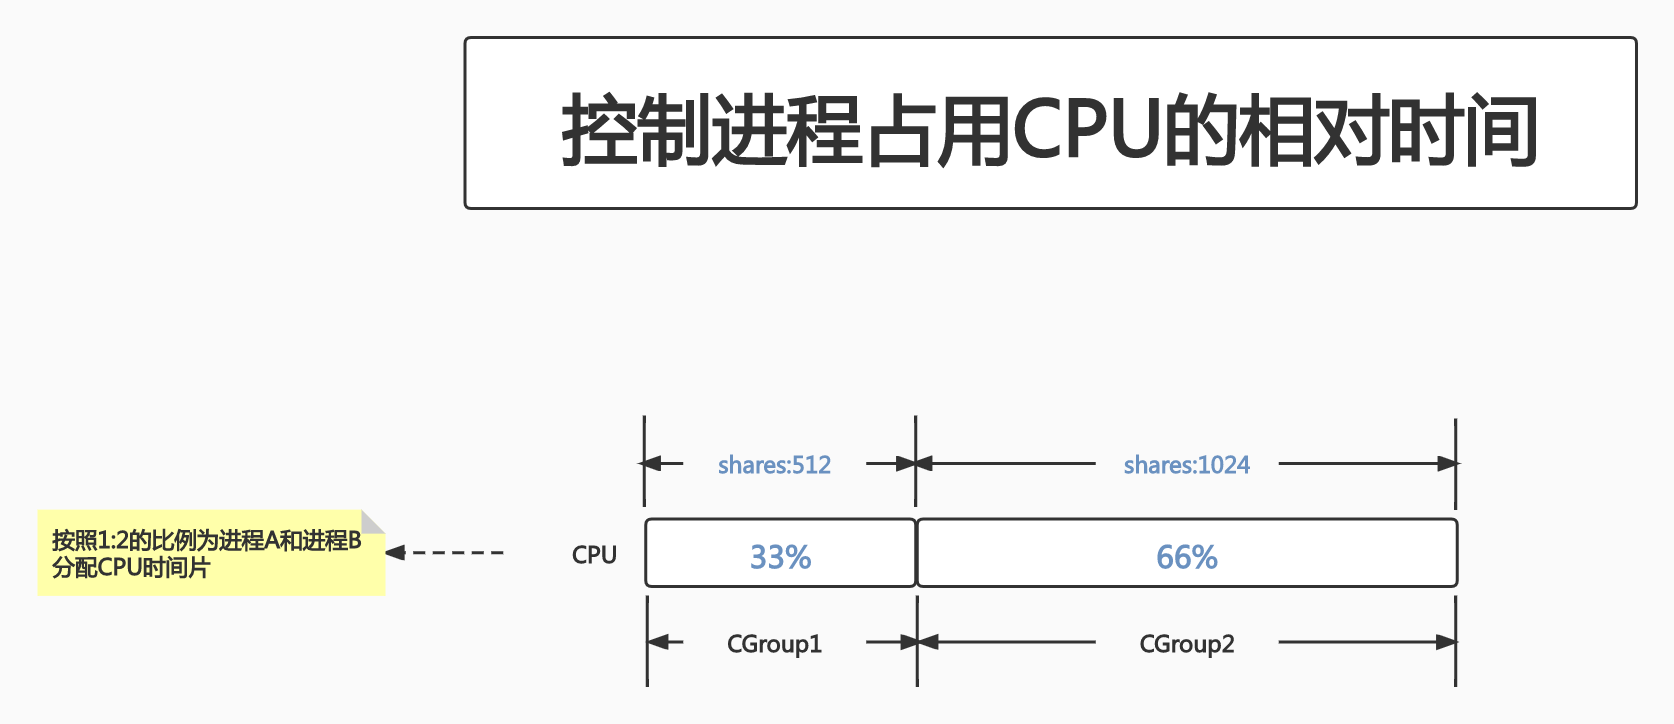 控制进程占用CPU的相对时间
shares:512
shares:1024
按照1:2的比例为进程A和进程B
分配CPU时间片
CPU
33%
66%
CGroup1
CGroup2